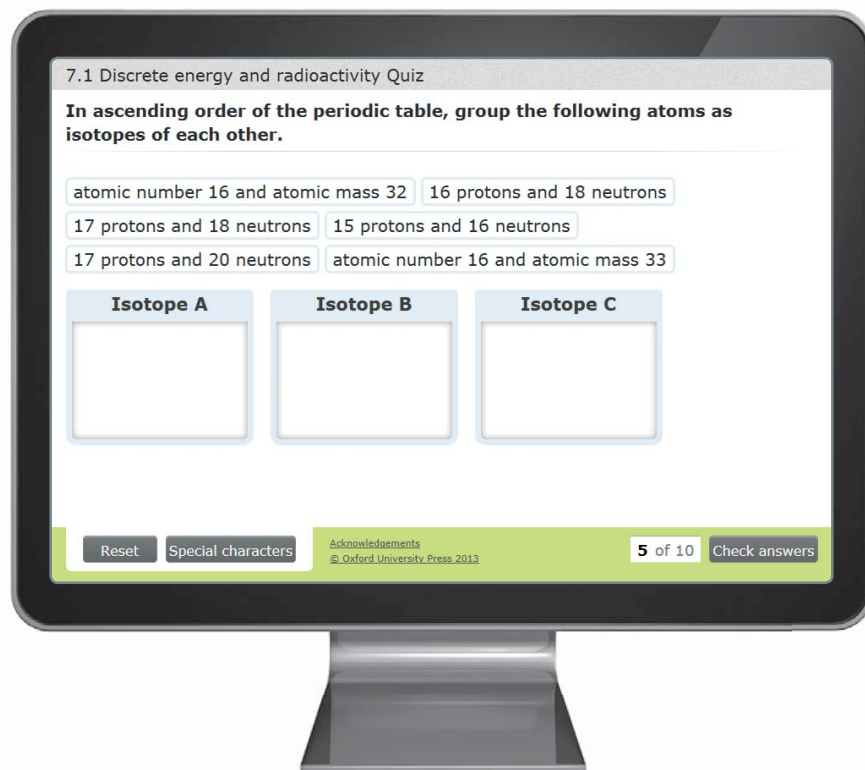 7.1 Discrete energy and radioactivity Quiz
In ascending order of the periodic table, group the following atoms as
isotopes of each other.
atomic number 16 and atomic mass 32 16 protons and 18 neutrons
17 protons and 18 neutrons 15 protons and 16 neutrons
17 protons and 20 neutrons atomic number 16 and atomic mass 33
Isotope A Isotope B Isotope C
Reset Special characters
Acknowledgements
© Oxford University Press 2013
5 of 10 Check answers